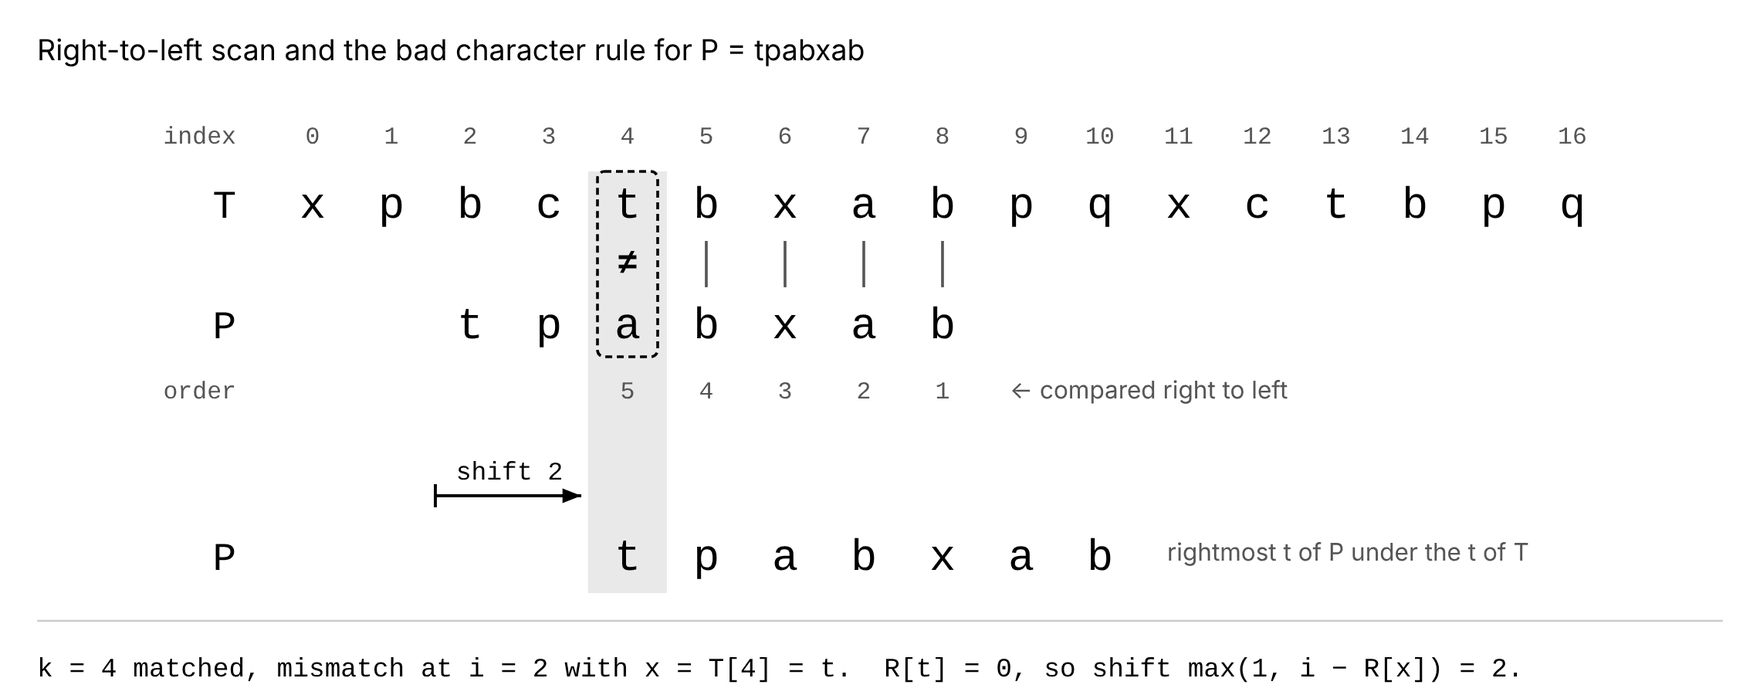 Right-to-left scan and the bad character rule for P = tpabxab
index 0 1 2 3 4 5 6 7 8 9 10 11 12 13 14 15 16
T x p b c t b x a b p q x c t b p q
≠ | | | |
P t p a b x a b
order 5 4 3 2 1 ← compared right to left
shift 2
P t p a b x a b rightmost t of P under the t of T
k = 4 matched, mismatch at i = 2 with x = T[4] = t. R[t] = 0, so shift max(1, i − R[x]) = 2.